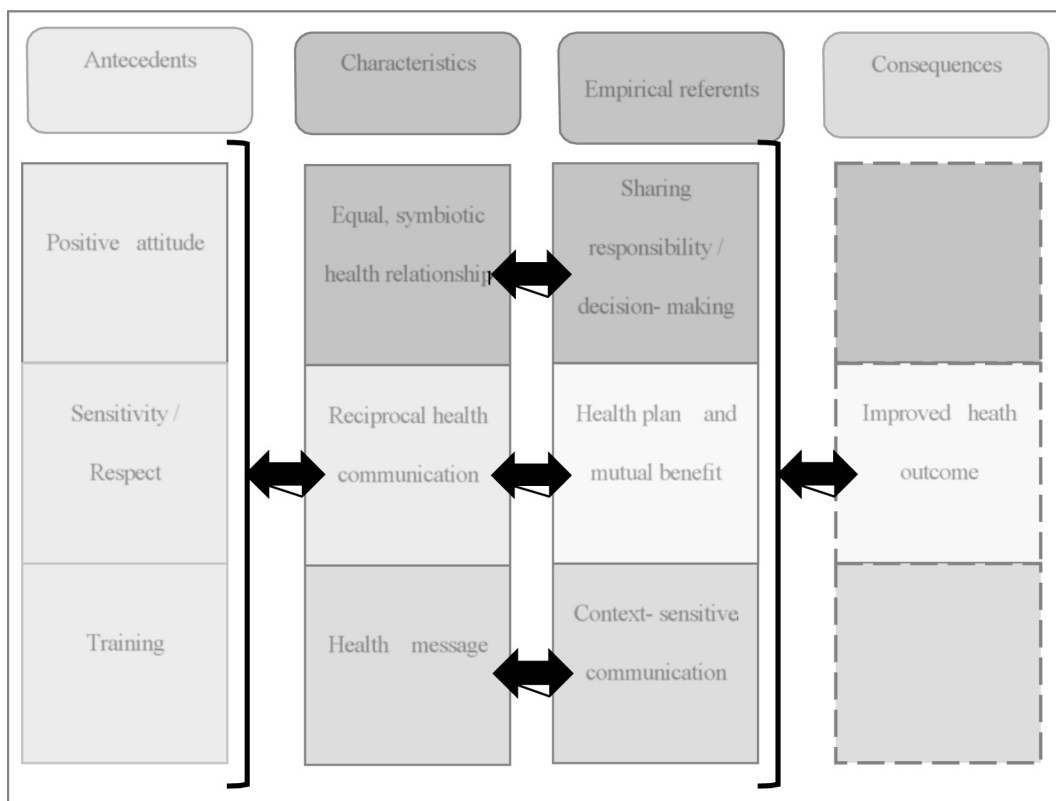 Antecedents
Characteristics
Empirical referents
Consequences
Positive attitude
Equal, symbiotic
health relationship
Sharing
responsibility /
decision- making
Sensitivity /
Respect
Reciprocal health
communication
Health plan and
mutual benefit
Improved heath
outcome
Training
Health message
Context- sensitive
communication